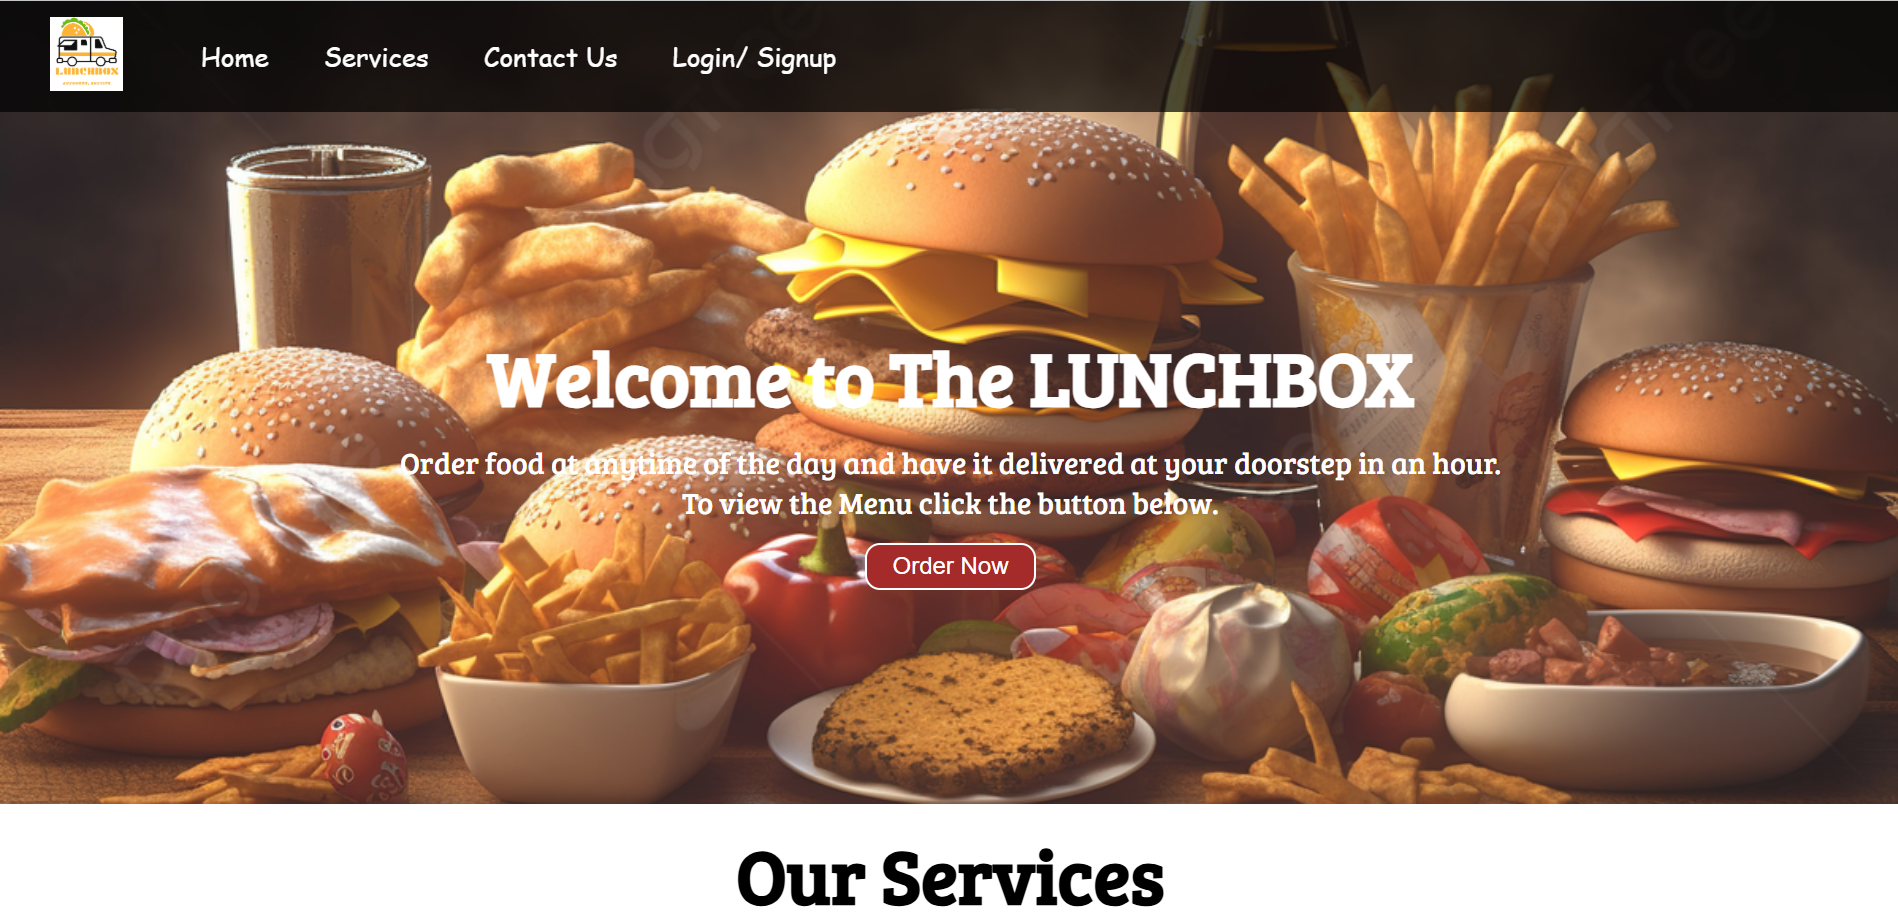 LUNCHBOX
Home
Services
Contact Us
Login/ Signup
Welcome to The LUNCHBOX
Order food at anytime of the day and have it delivered at your doorstep in an hour.
To view the Menu click the button below.
Order Now
Our Services